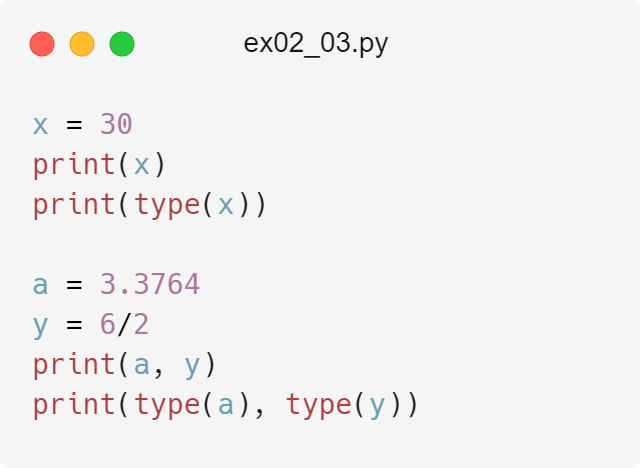 ex02_03.py
x = 30
print(x)
print(type(x))
a = 3.3764
y = 6/2
print(a, y)
print(type(a), type(y))